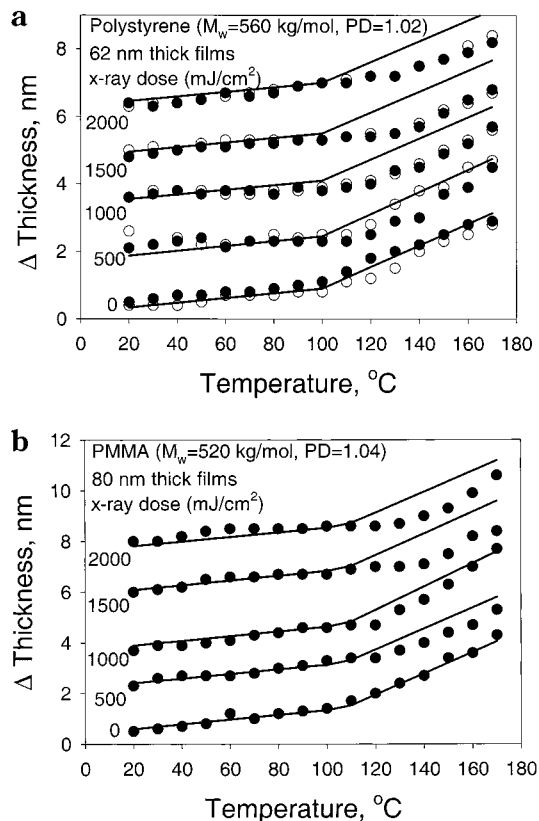 a
Polystyrene (Mw=560 kg/mol, PD=1.02)
62 nm thick films
x-ray dose (mJ/cm²)
8
6
4
2
0
2000
1500
1000
500
0
Δ Thickness, nm
0 20 40 60 80 100 120 140 160 180
Temperature, °C
b
PMMA (Mw=520 kg/mol, PD=1.04)
80 nm thick films
x-ray dose (mJ/cm²)
12
10
8
6
4
2
0
2000
1500
1000
500
0
Δ Thickness, nm
0 20 40 60 80 100 120 140 160 180
Temperature, °C